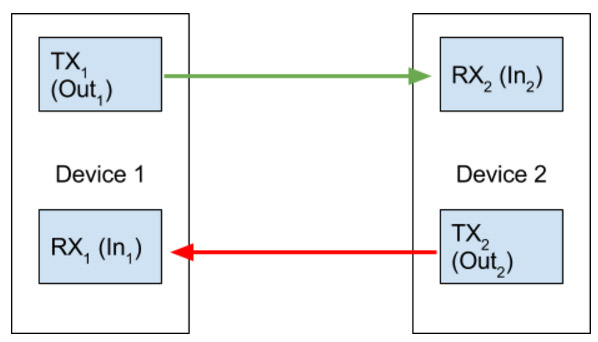 TX₁
(Out₁)
RX₂ (In₂)
Device 1
Device 2
RX₁ (In₁)
TX₂
(Out₂)